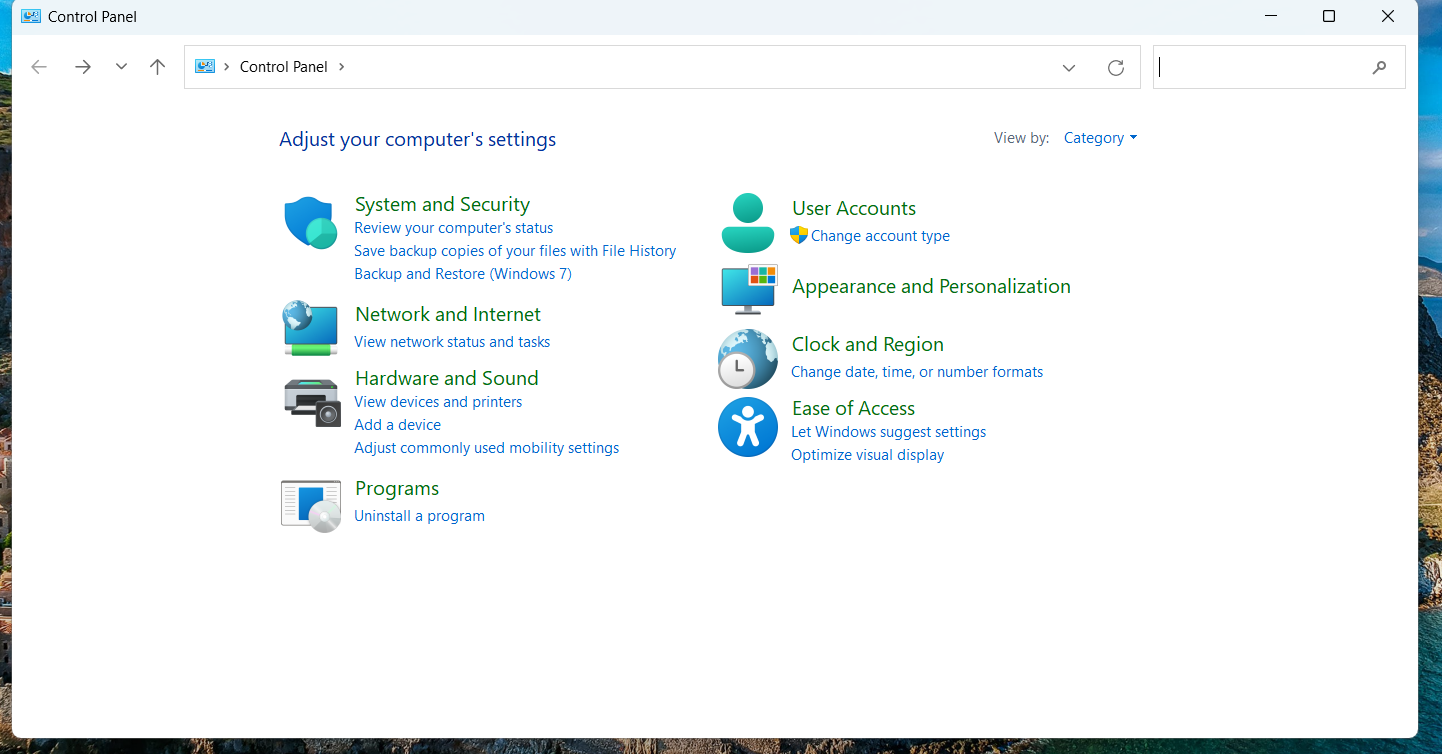 Control Panel
Control Panel
Adjust your computer's settings
View by: Category
System and Security
Review your computer's status
Save backup copies of your files with File History
Backup and Restore (Windows 7)
Network and Internet
View network status and tasks
Hardware and Sound
View devices and printers
Add a device
Adjust commonly used mobility settings
Programs
Uninstall a program
User Accounts
Change account type
Appearance and Personalization
Clock and Region
Change date, time, or number formats
Ease of Access
Let Windows suggest settings
Optimize visual display